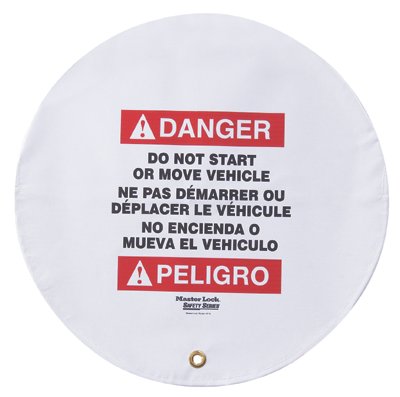 DANGER
DO NOT START
OR MOVE VEHICLE
NE PAS DÉMARRER OU
DÉPLACER LE VÉHICULE
NO ENCIENDA O
MUEVA EL VEHICULO
PELIGRO
Master Lock
SAFETY SERIES